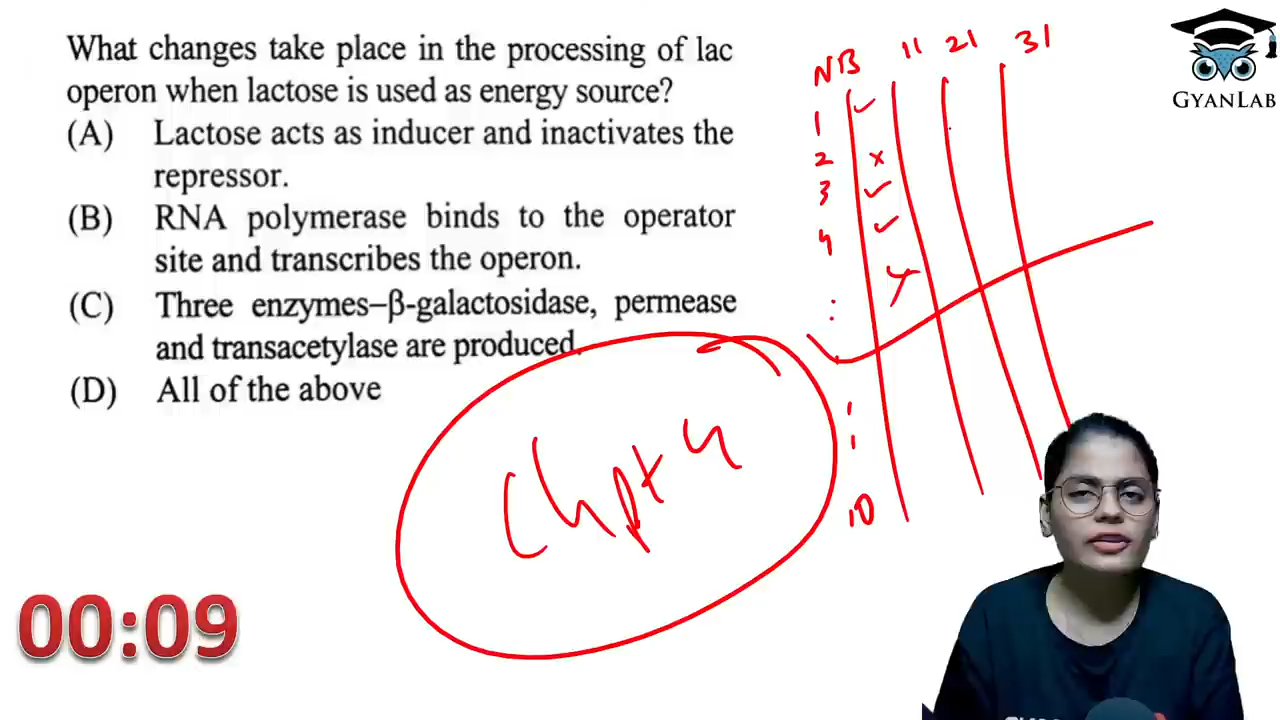 What changes take place in the processing of lac
operon when lactose is used as energy source?
(A) Lactose acts as inducer and inactivates the
repressor.
(B) RNA polymerase binds to the operator
site and transcribes the operon.
(C) Three enzymes–β-galactosidase, permease
and transacetylase are produced.
(D) All of the above
NB 11 21 31
1 ✓
2 ×
3 ✓
4 ✓
10
Chpt 4
00:09
GYANLAB